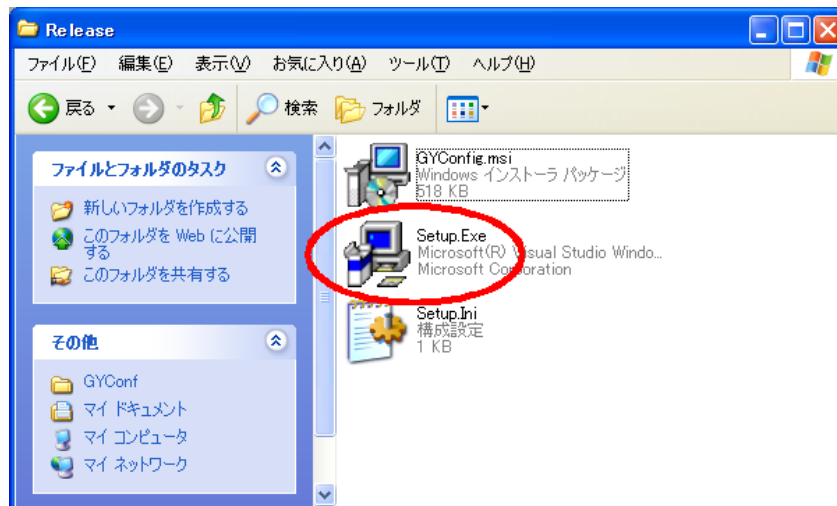 Release
ファイル(F) 編集(E) 表示(V) お気に入り(A) ツール(T) ヘルプ(H)
戻る 検索 フォルダ
ファイルとフォルダのタスク
新しいフォルダを作成する
このフォルダを Web に公開
する
このフォルダを共有する
その他
GYConf
マイ ドキュメント
マイ コンピュータ
マイ ネットワーク
GYConfig.msi
Windows インストーラ パッケージ
518 KB
Setup.Exe
Microsoft(R) Visual Studio Windo...
Microsoft Corporation
Setup.Ini
構成設定
1 KB